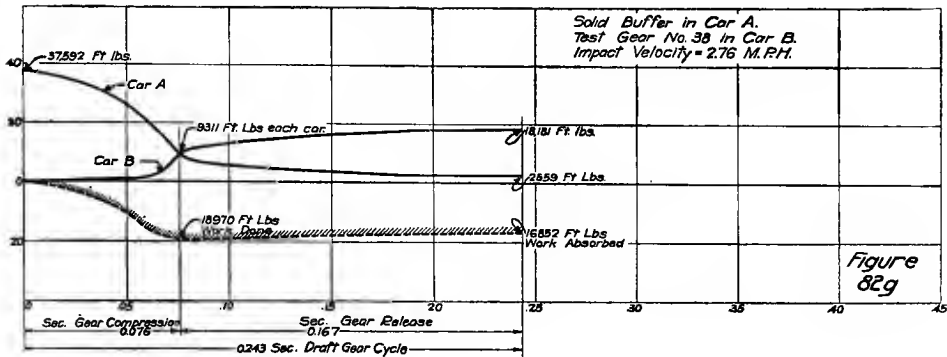 Solid Buffer in Car A.
Test Gear No. 38 in Car B.
Impact Velocity = 2.76 M.P.H.
37,592 Ft lbs.
40
Car A
20
9311 Ft. Lbs each car
18,181 Ft lbs.
Car B
0
2559 Ft Lbs.
18970 Ft Lbs
Work Done
16852 Ft Lbs
Work Absorbed
20
Figure
82g
.0 .05 .10 .15 .20 .25 .30 .35 .40 .45
Sec. Gear Compression
0.076
Sec. Gear Release
0.167
0.243 Sec. Draft Gear Cycle